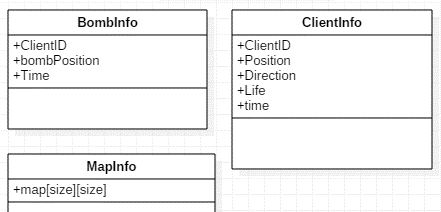 BombInfo
+ClientID
+bombPosition
+Time
ClientInfo
+ClientID
+Position
+Direction
+Life
+time
MapInfo
+map[size][size]